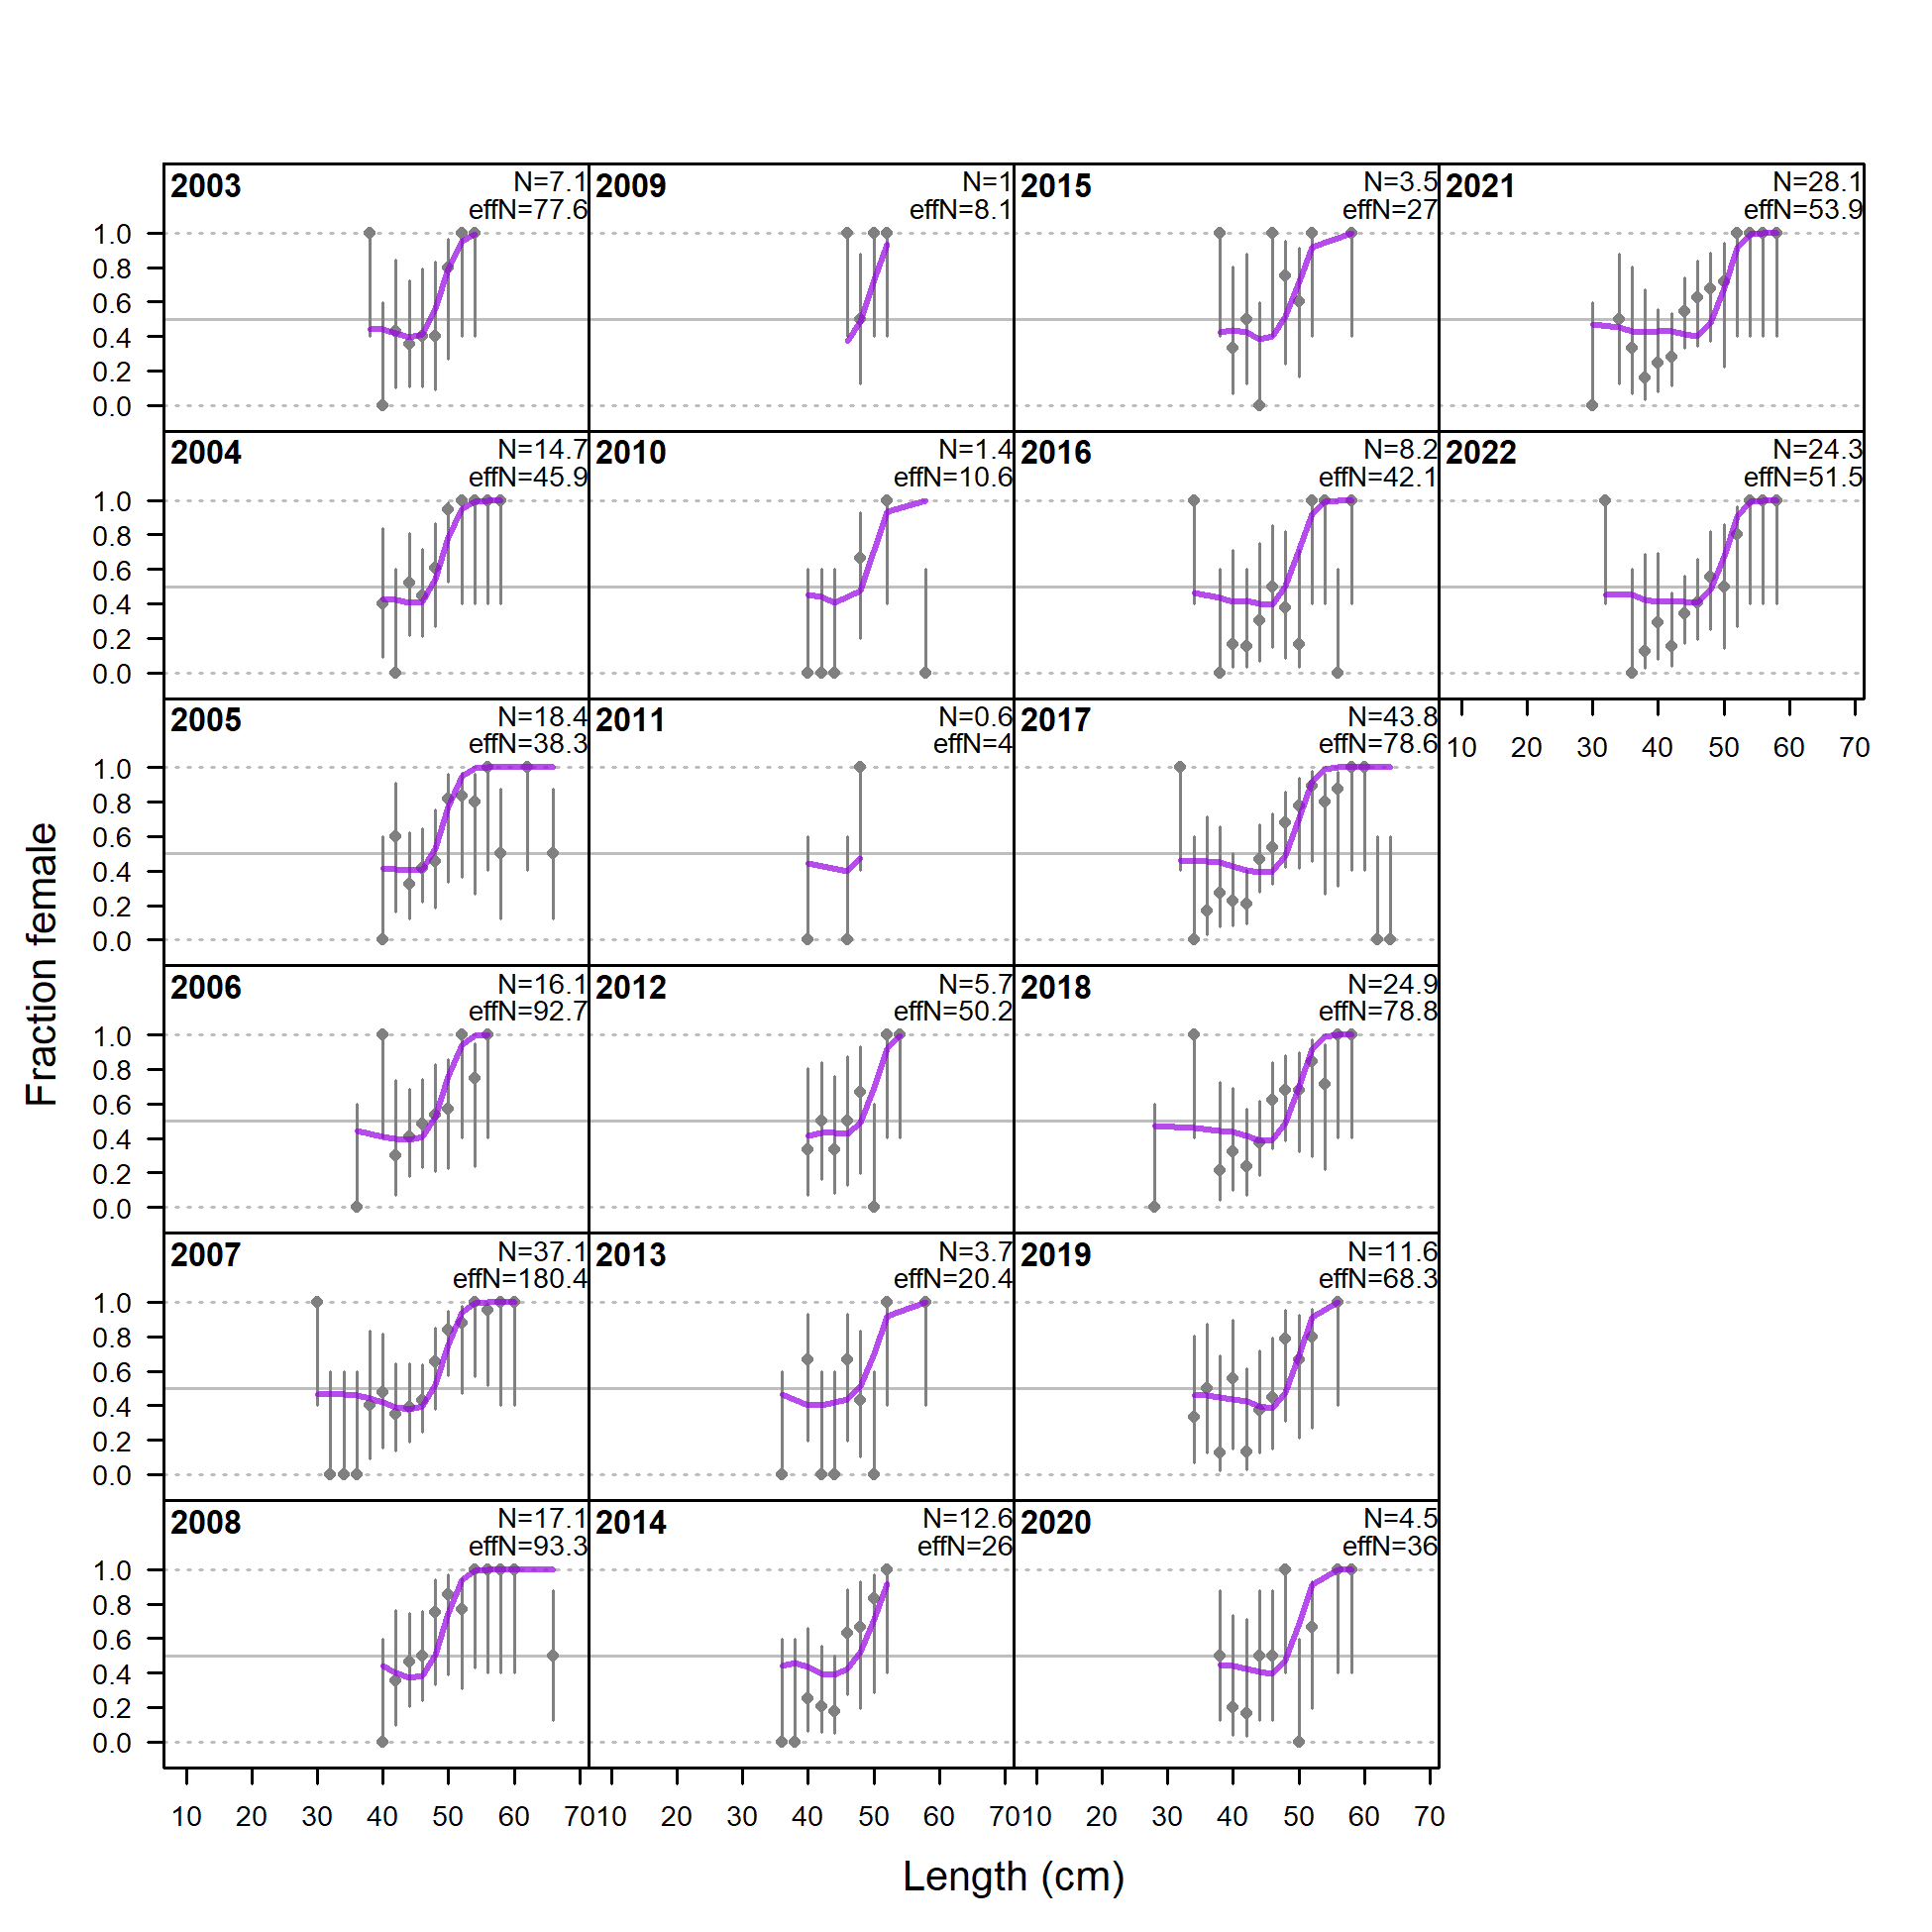 2003 N=7.1 2009 N=1 2015 N=3.5 2021 N=28.1
effN=77.6 effN=8.1 effN=27 effN=53.9
1.0
0.8
0.6
0.4
0.2
0.0
2004 N=14.7 2010 N=1.4 2016 N=8.2 2022 N=24.3
effN=45.9 effN=10.6 effN=42.1 effN=51.5
1.0
0.8
0.6
0.4
0.2
0.0
2005 N=18.4 2011 N=0.6 2017 N=43.8
effN=38.3 effN=4 effN=78.6 10 20 30 40 50 60 70
1.0
0.8
0.6
0.4
0.2
0.0
Fraction female
2006 N=16.1 2012 N=5.7 2018 N=24.9
effN=92.7 effN=50.2 effN=78.8
1.0
0.8
0.6
0.4
0.2
0.0
2007 N=37.1 2013 N=3.7 2019 N=11.6
effN=180.4 effN=20.4 effN=68.3
1.0
0.8
0.6
0.4
0.2
0.0
2008 N=17.1 2014 N=12.6 2020 N=4.5
effN=93.3 effN=26 effN=36
1.0
0.8
0.6
0.4
0.2
0.0
10 20 30 40 50 60 70 10 20 30 40 50 60 70 10 20 30 40 50 60 70
Length (cm)